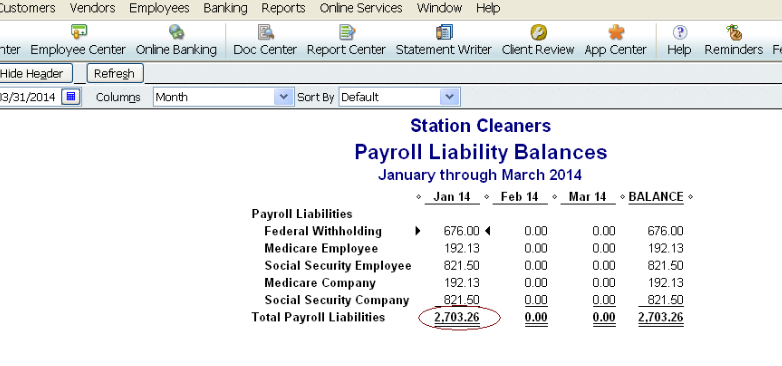 Customers Vendors Employees Banking Reports Online Services Window Help
Employee Center Online Banking Doc Center Report Center Statement Writer Client Review App Center Help Reminders
Hide Header Refresh
03/31/2014 Columns Month Sort By Default
Station Cleaners
Payroll Liability Balances
January through March 2014
Jan 14 Feb 14 Mar 14 BALANCE
Payroll Liabilities
Federal Withholding 676.00 0.00 0.00 676.00
Medicare Employee 192.13 0.00 0.00 192.13
Social Security Employee 821.50 0.00 0.00 821.50
Medicare Company 192.13 0.00 0.00 192.13
Social Security Company 821.50 0.00 0.00 821.50
Total Payroll Liabilities 2,703.26 0.00 0.00 2,703.26